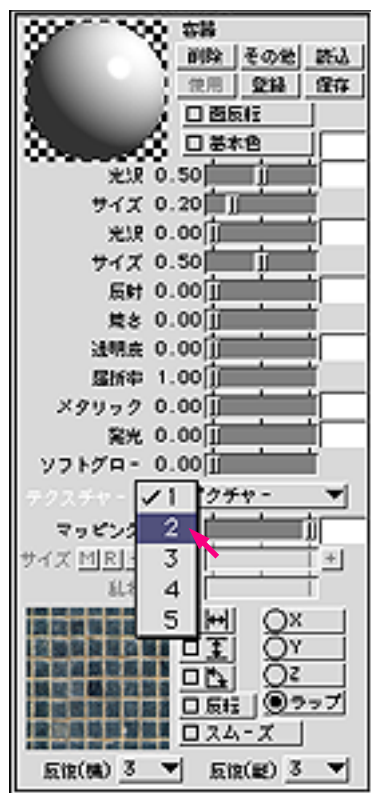 容器
削除 その他 読込
使用 登録 保存
面反転
基本色
光沢 0.50
サイズ 0.20
光沢 0.00
サイズ 0.50
反射 0.00
荒さ 0.00
透明度 0.00
屈折率 1.00
メタリック 0.00
発光 0.00
ソフトグロー 0.00
テクスチャー ✓1 クチャー
マッピング 2
サイズ M R 3 +
乱 4
5 X
Y
Z
反転 ラップ
スムーズ
反復(横) 3 反復(縦) 3